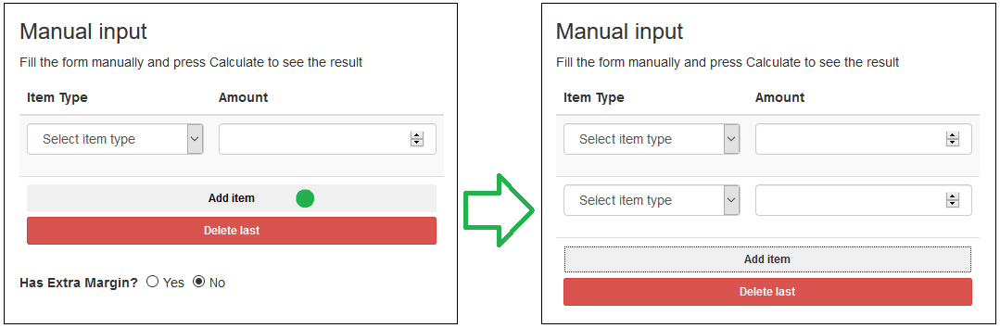 Manual input
Fill the form manually and press Calculate to see the result
Item Type Amount
Select item type
Add item
Delete last
Has Extra Margin? Yes No
Manual input
Fill the form manually and press Calculate to see the result
Item Type Amount
Select item type
Select item type
Add item
Delete last